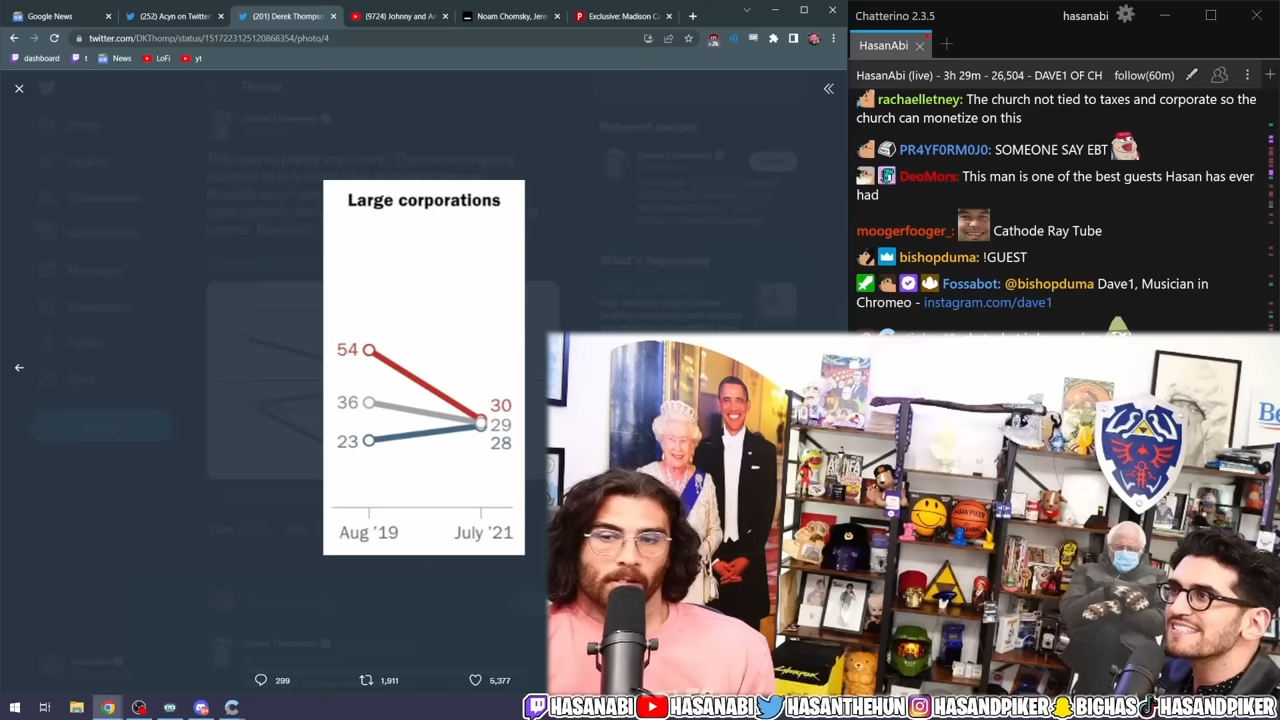 Google News
(252) Acyn on Twitter
(201) Derek Thompso
(9724) Johnny and A
Noam Chomsky, Jere
Exclusive: Madison C
twitter.com/DKThomp/status/1517223125120868354/photo/4
dashboard
t
News
LoFi
yt
Large corporations
54
36
23
30
29
28
Aug '19
July '21
299
1,911
5,377
Chatterino 2.3.5
hasanabi
HasanAbi
HasanAbi (live) - 3h 29m - 26,504 - DAVE1 OF CH
follow(60m)
rachaelletney: The church not tied to taxes and corporate so the
church can monetize on this
PR4YF0RM0J0: SOMEONE SAY EBT
DeoMors: This man is one of the best guests Hasan has ever
had
moogerfooger_: Cathode Ray Tube
bishopduma: !GUEST
Fossabot: @bishopduma Dave1, Musician in
Chromeo - instagram.com/dave1
Be
HASAN PIKER
HASANABI
HASANABI
HASANTHEHUN
HASANDPIKER
BIGHAS
HASANDPIKER